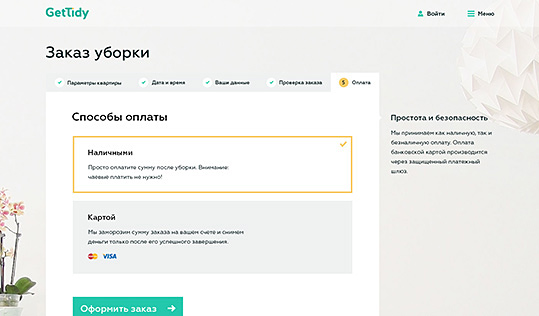 GetTidy
Войти
Меню
Заказ уборки
Параметры квартиры
Дата и время
Ваши данные
Проверка заказа
$ Оплата
Способы оплаты
Наличными
Просто оплатите сумму после уборки. Внимание:
чаевые платить не нужно!
Картой
Мы заморозим сумму заказа на вашем счете и снимем
деньги только после его успешного завершения.
VISA
Оформить заказ
Простота и безопасность
Мы принимаем как наличную, так и
безналичную оплату. Оплата
банковской картой производится
через защищенный платежный
шлюз.